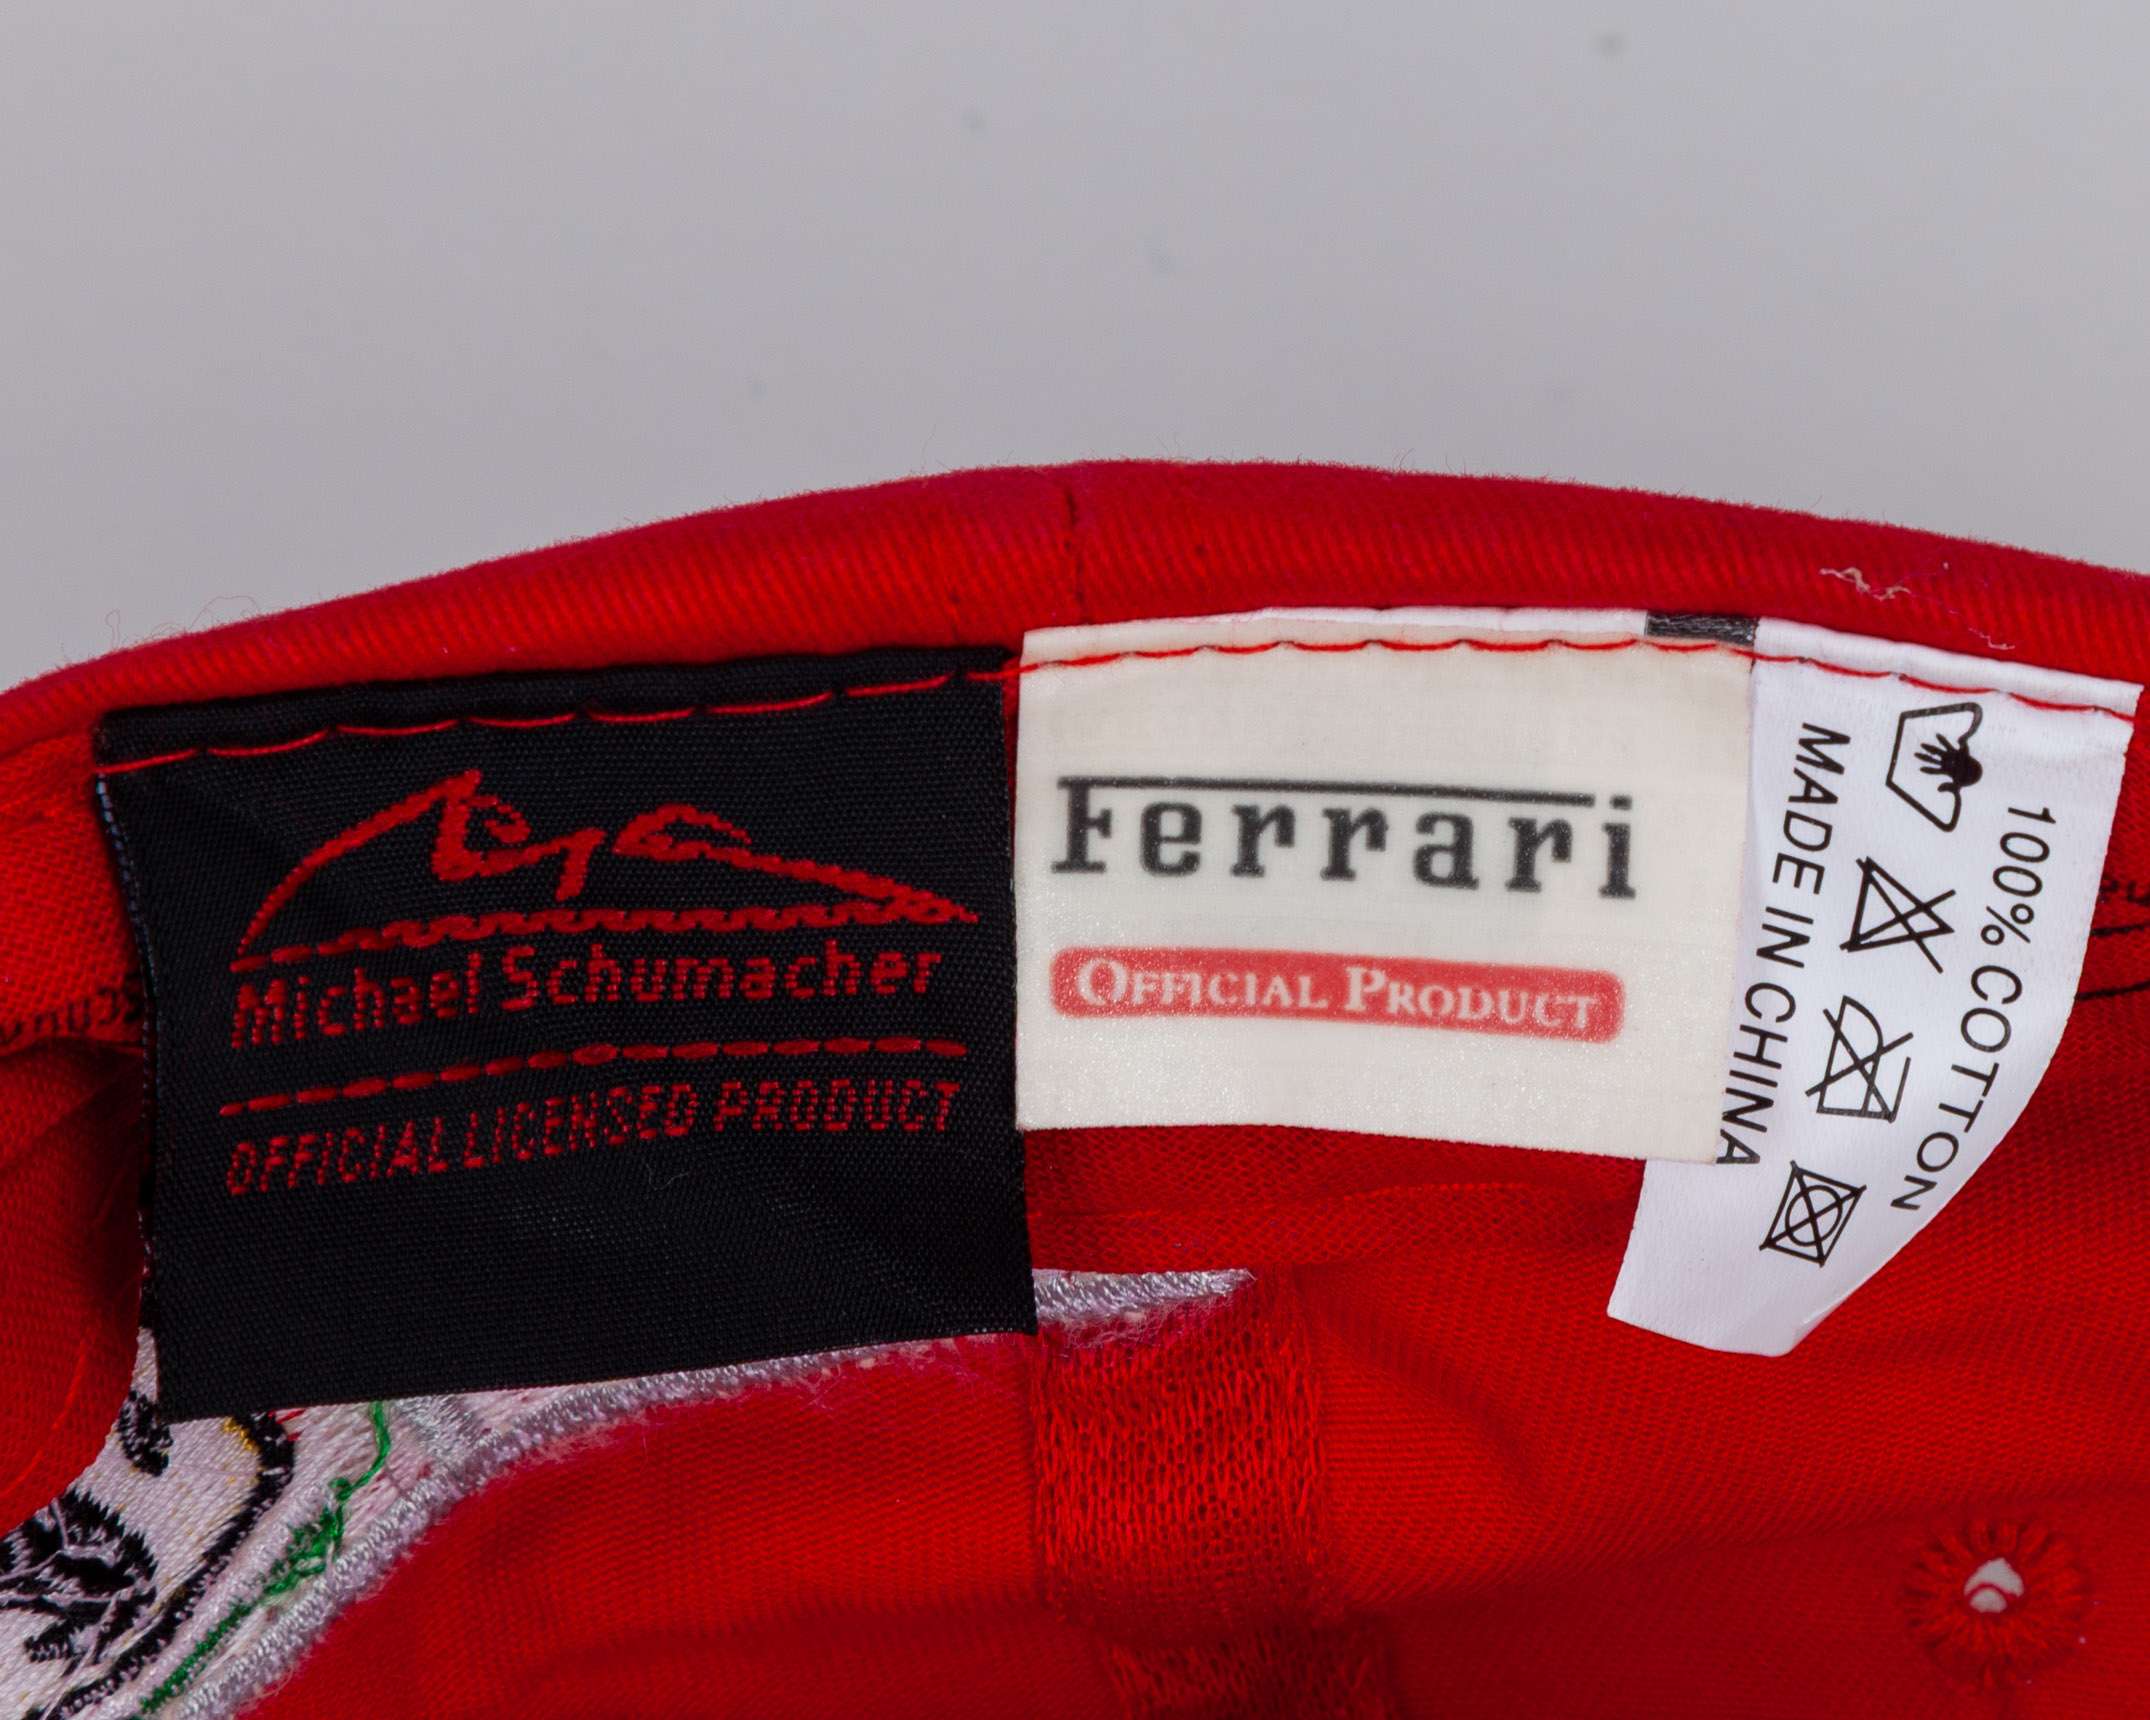 Michael Schumacher
OFFICIAL LICENSED PRODUCT
Ferrari
OFFICIAL PRODUCT
100% COTTON
MADE IN CHINA